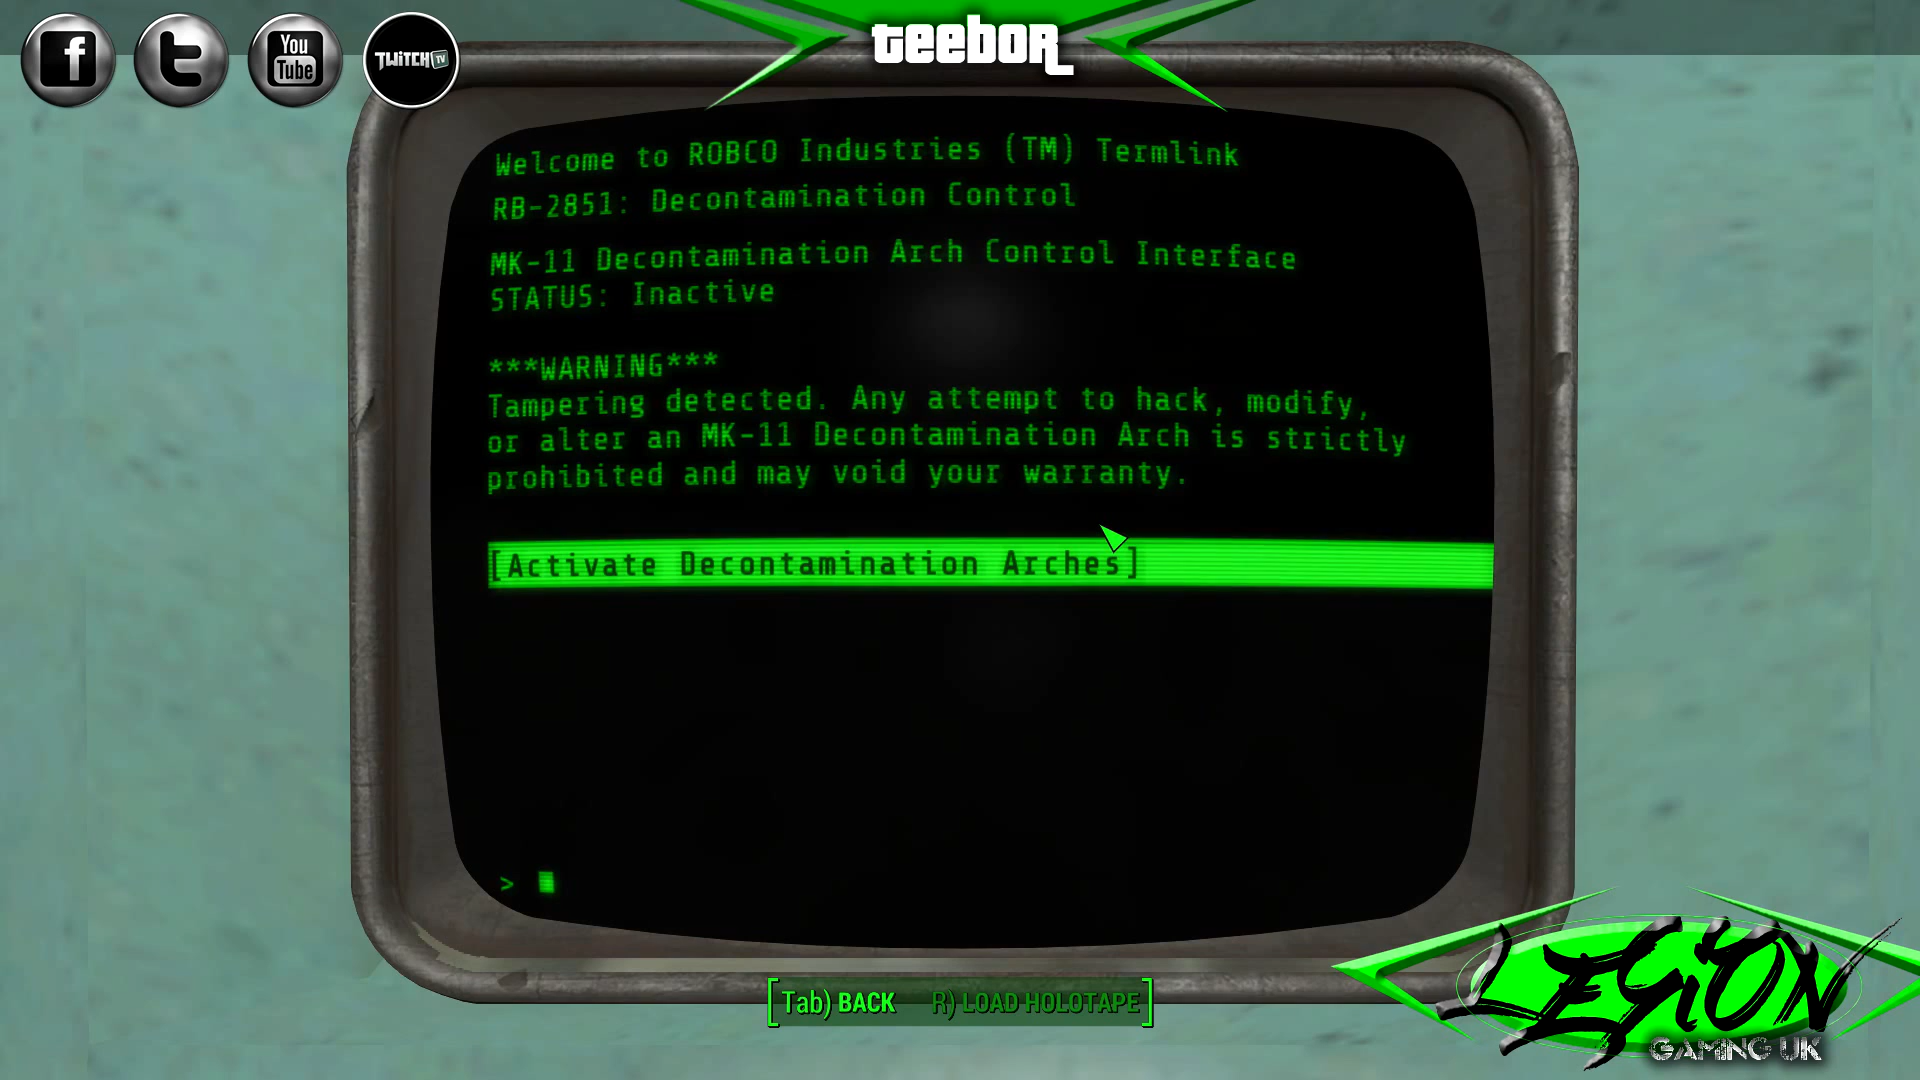 f
t
You
Tube
TWITCH TV
teebor
Welcome to ROBCO Industries (TM) Termlink
RB-2851: Decontamination Control
MK-11 Decontamination Arch Control Interface
STATUS: Inactive
***WARNING***
Tampering detected. Any attempt to hack, modify,
or alter an MK-11 Decontamination Arch is strictly
prohibited and may void your warranty.
[Activate Decontamination Arches]
>
[Tab) BACK R) LOAD HOLOTAPE]
LEGION
GAMING UK